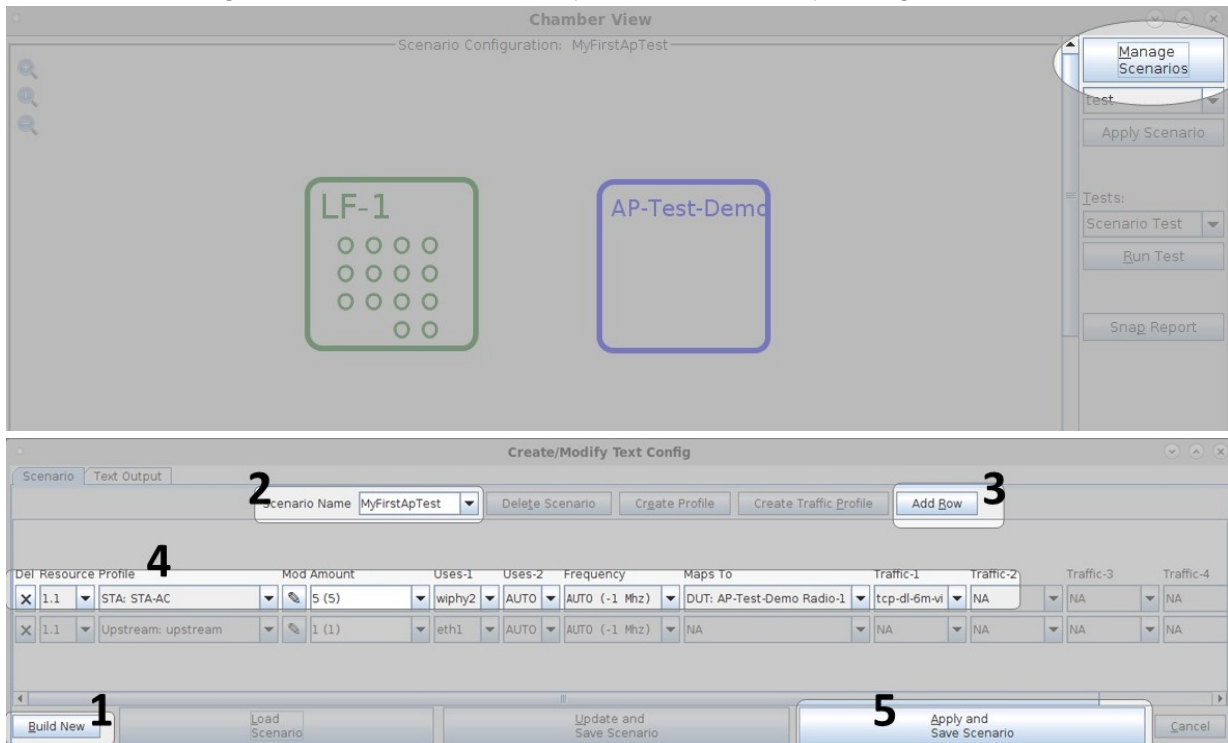 Chamber View
Scenario Configuration: MyFirstApTest
Manage
Scenarios
test
Apply Scenario
LF-1
AP-Test-Demo
Tests:
Scenario Test
Run Test
Snap Report
Create/Modify Text Config
Scenario Text Output
2 Scenario Name MyFirstApTest Delete Scenario Create Profile Create Traffic Profile Add Row 3
4
Del Resource Profile Mod Amount Uses-1 Uses-2 Frequency Maps To Traffic-1 Traffic-2 Traffic-3 Traffic-4
X 1.1 STA: STA-AC 5 (5) wiphy2 AUTO AUTO (-1 Mhz) DUT: AP-Test-Demo Radio-1 tcp-dl-6m-vi NA NA NA
X 1.1 Upstream: upstream 1 (1) eth1 AUTO AUTO (-1 Mhz) NA NA NA NA NA
Build New 1 Load Scenario Update and Save Scenario 5 Apply and Save Scenario Cancel